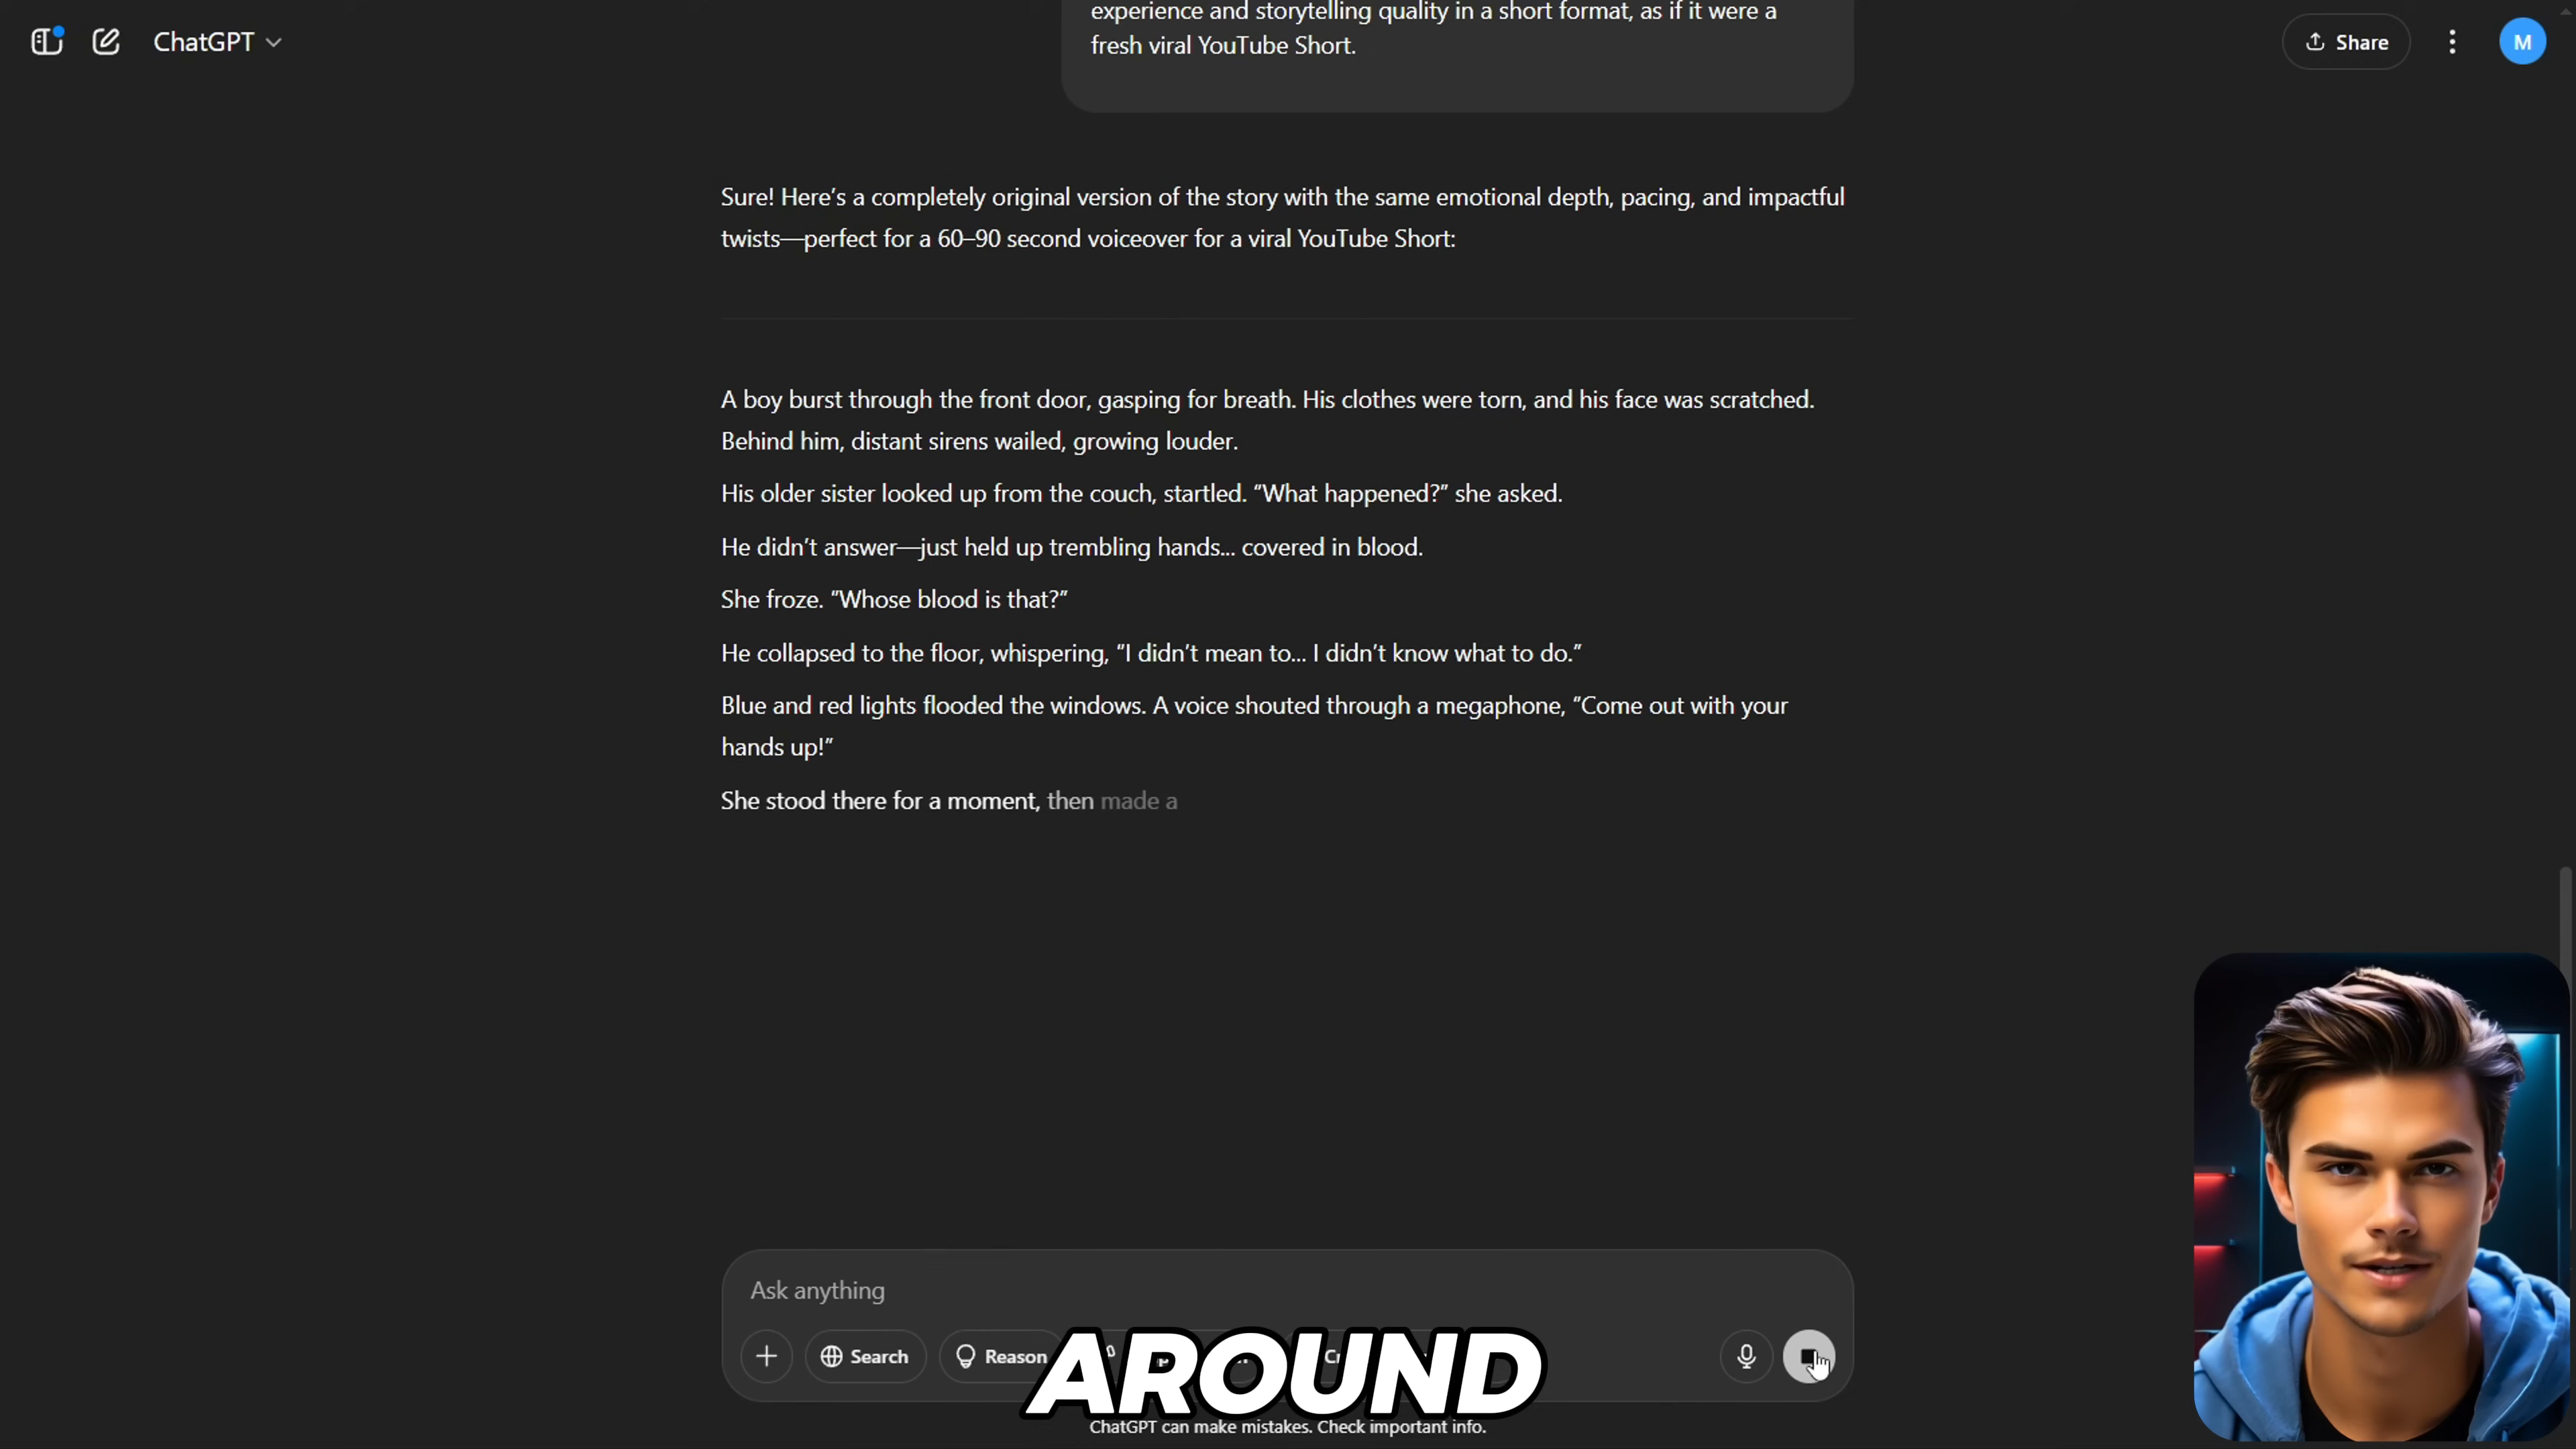 experience and storytelling quality in a short format, as if it were a
ChatGPT
Share
M
fresh viral YouTube Short.
Sure! Here’s a completely original version of the story with the same emotional depth, pacing, and impactful
twists—perfect for a 60–90 second voiceover for a viral YouTube Short:
A boy burst through the front door, gasping for breath. His clothes were torn, and his face was scratched.
Behind him, distant sirens wailed, growing louder.
His older sister looked up from the couch, startled. “What happened?” she asked.
He didn’t answer—just held up trembling hands... covered in blood.
She froze. “Whose blood is that?”
He collapsed to the floor, whispering, “I didn’t mean to... I didn’t know what to do.”
Blue and red lights flooded the windows. A voice shouted through a megaphone, “Come out with your
hands up!”
She stood there for a moment, then made a
Ask anything
Search
Reason
AROUND
ChatGPT can make mistakes. Check important info.